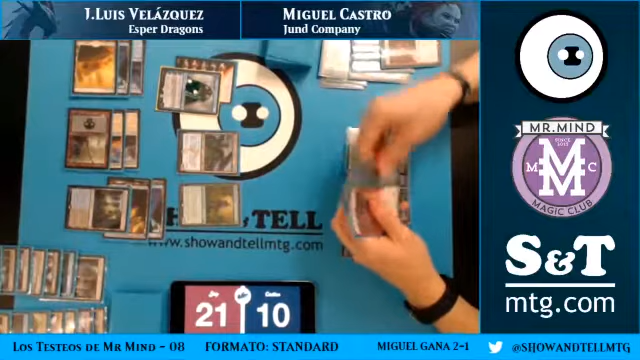 J.Luis Velázquez
Esper Dragons
Miguel Castro
Jund Company
TELL
www.showandtellmtg.com
21
10
MR.MIND
M
C
MAGIC CLUB
S&T
mtg.com
Los Testeos de Mr Mind - 08
FORMATO: STANDARD
MIGUEL GANA 2-1
@SHOWANDTELLMTG